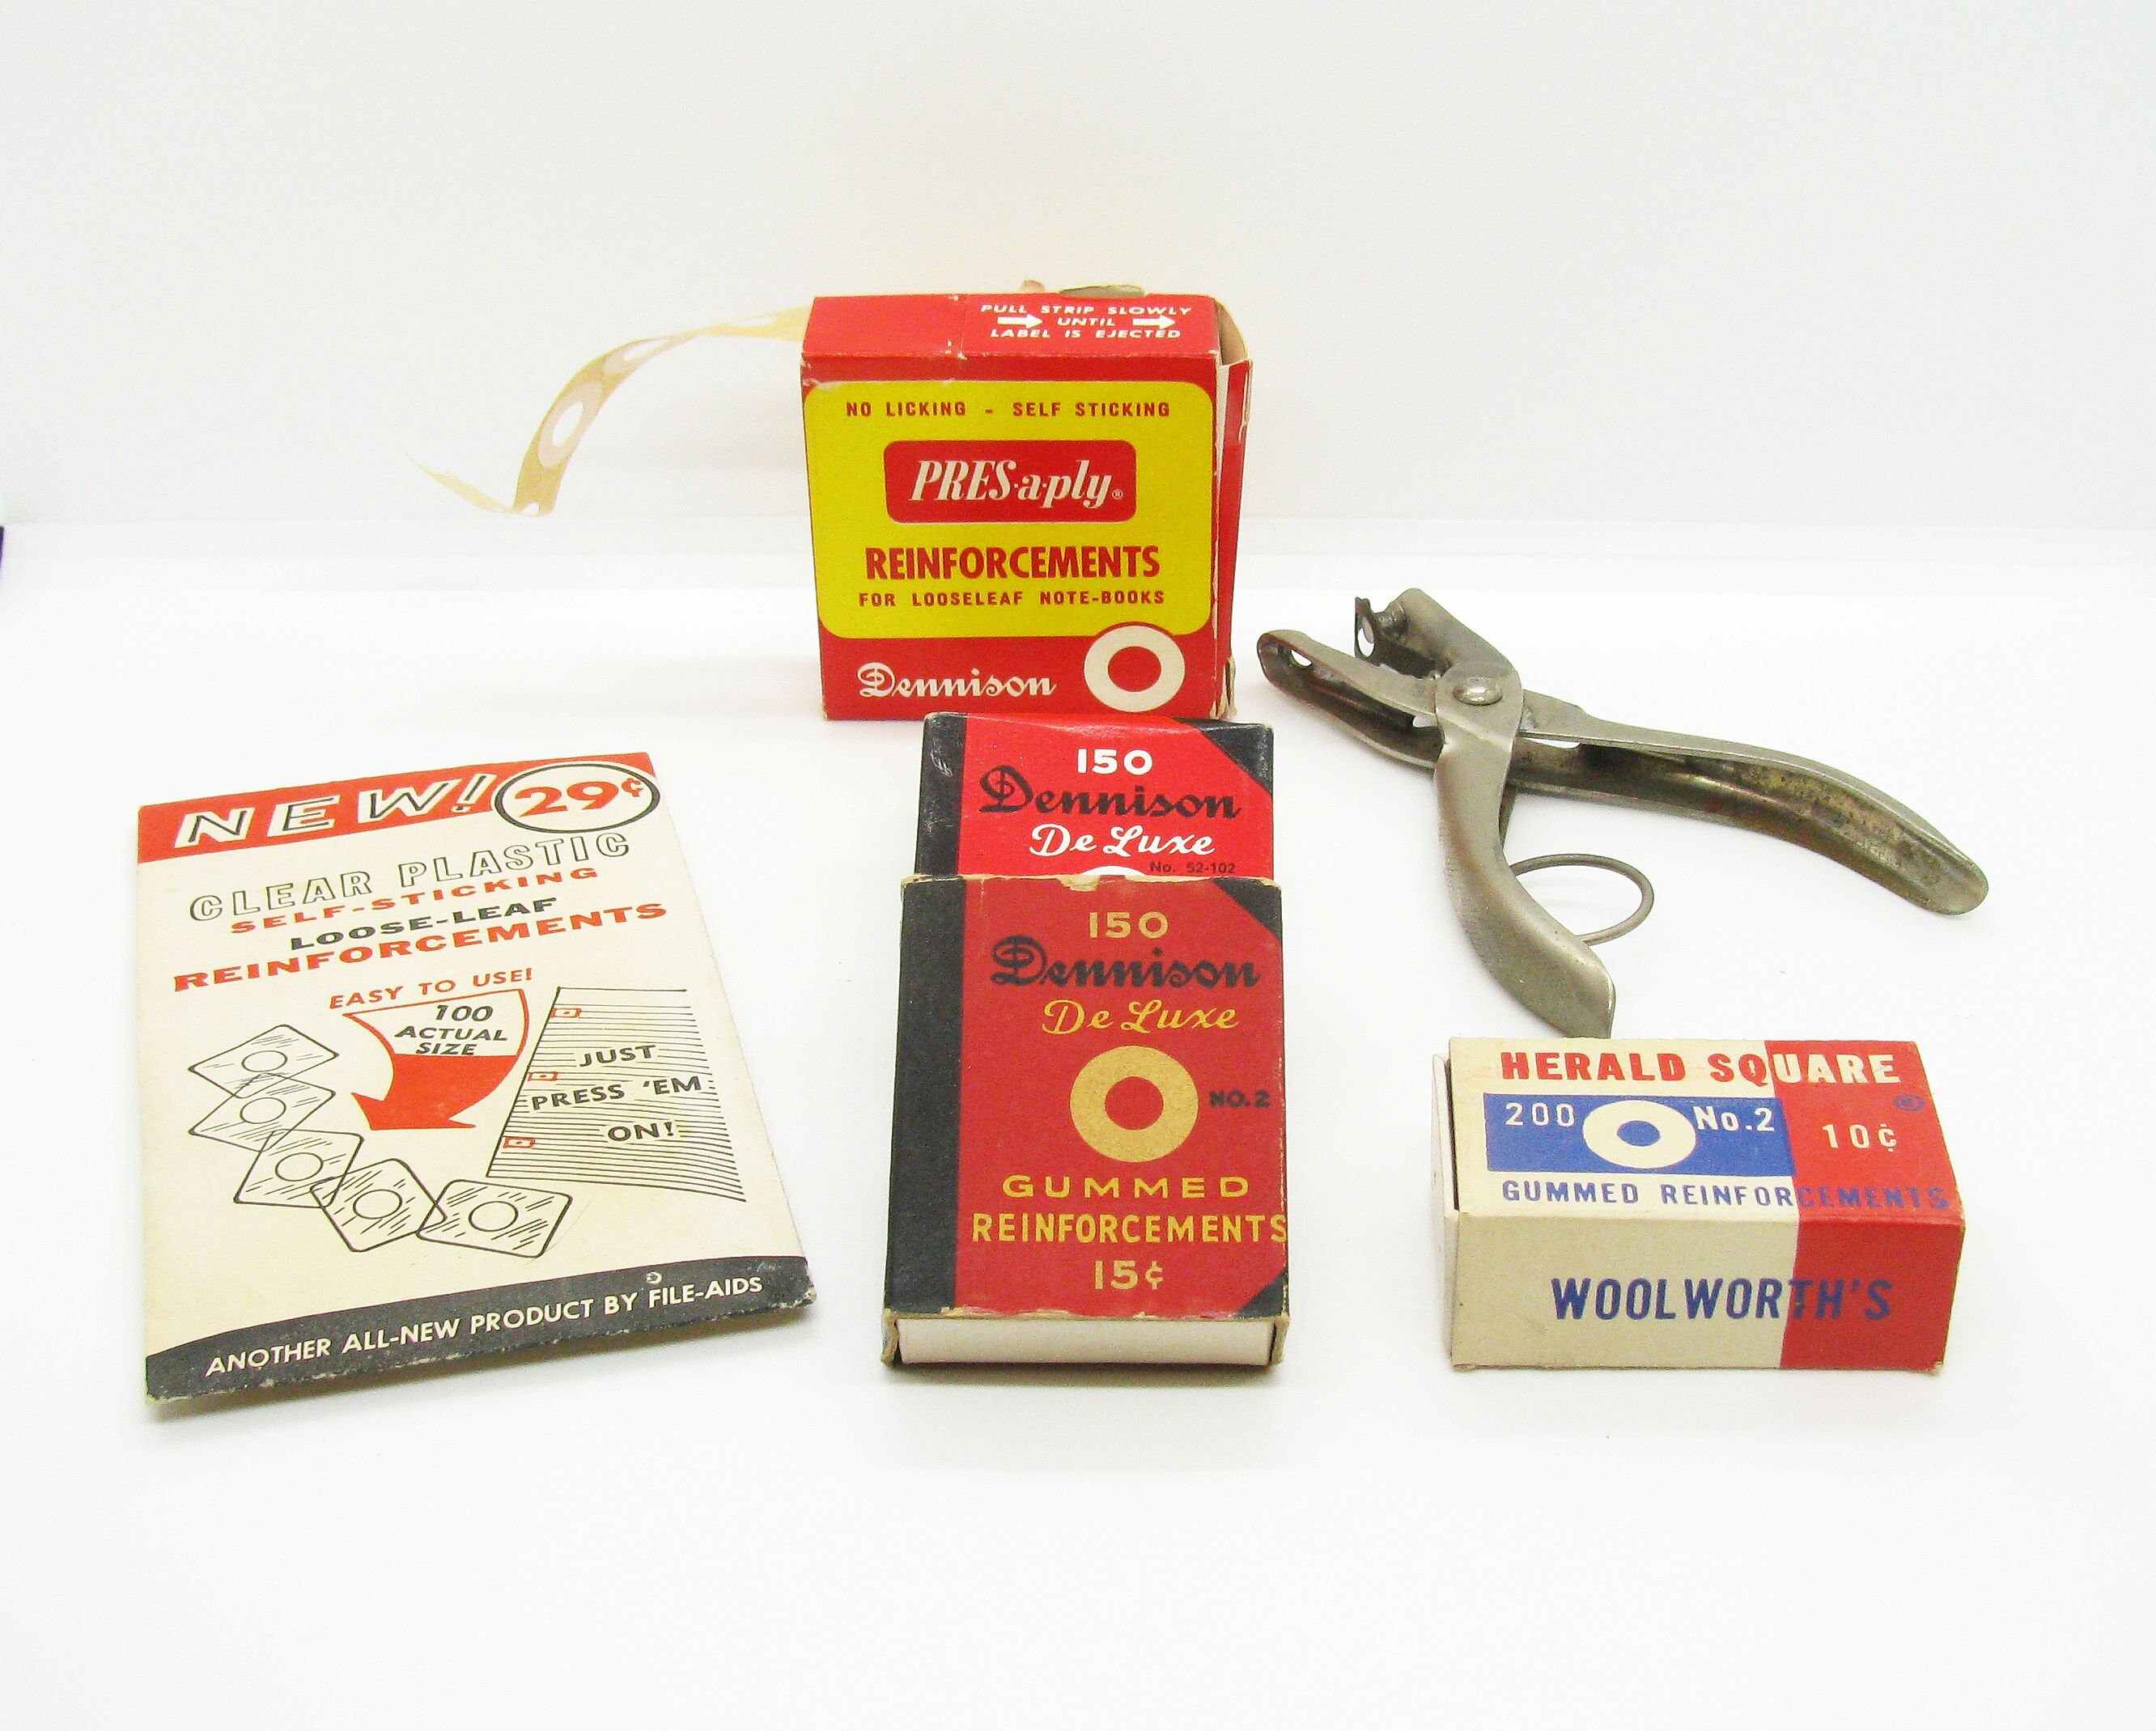 PULL STRIP SLOWLY
UNTIL
LABEL IS EJECTED
NO LICKING - SELF STICKING
PRES·a·ply®
REINFORCEMENTS
FOR LOOSELEAF NOTE-BOOKS
Dennison
NEW! 29¢
CLEAR PLASTIC
SELF-STICKING
LOOSE-LEAF
REINFORCEMENTS
EASY TO USE!
100
ACTUAL
SIZE
JUST
PRESS 'EM
ON!
ANOTHER ALL-NEW PRODUCT BY FILE-AIDS
150
Dennison
De Luxe
No. 52-102
150
Dennison
De Luxe
NO.2
GUMMED
REINFORCEMENTS
15¢
HERALD SQUARE
®
200 No.2 10¢
GUMMED REINFORCEMENTS
WOOLWORTH'S